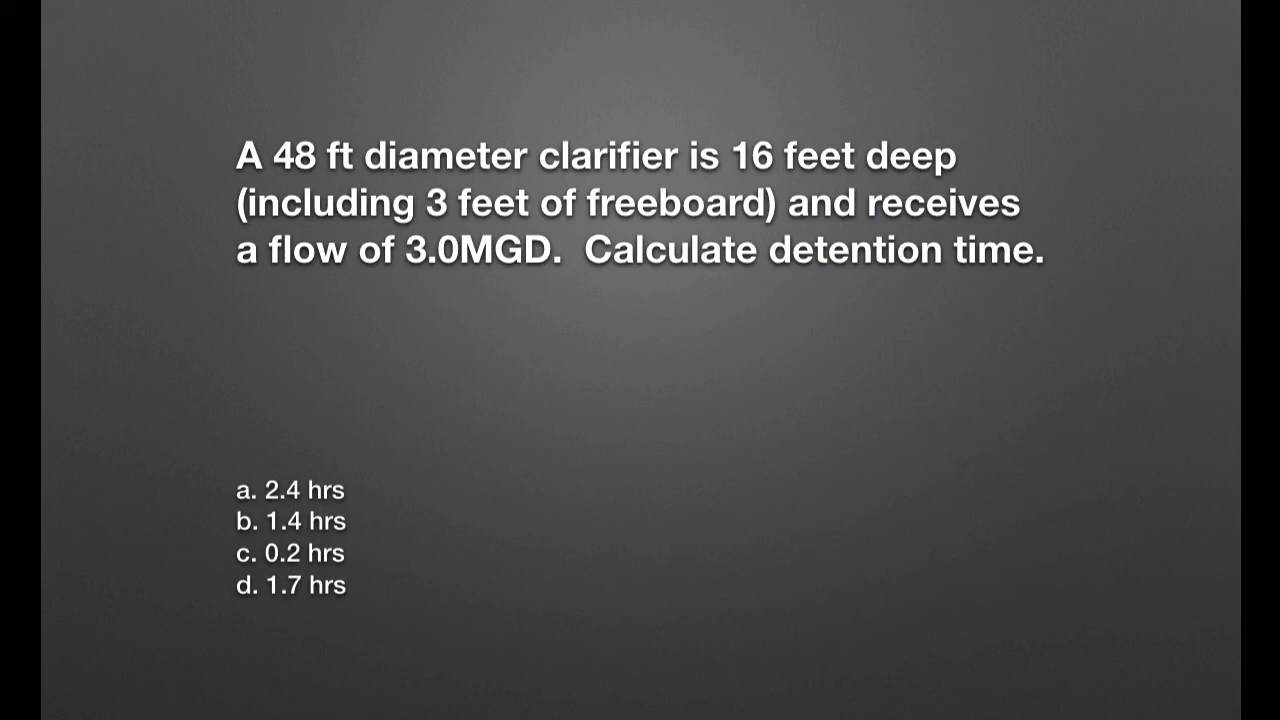 A 48 ft diameter clarifier is 16 feet deep
(including 3 feet of freeboard) and receives
a flow of 3.0MGD.  Calculate detention time.
a. 2.4 hrs
b. 1.4 hrs
c. 0.2 hrs
d. 1.7 hrs